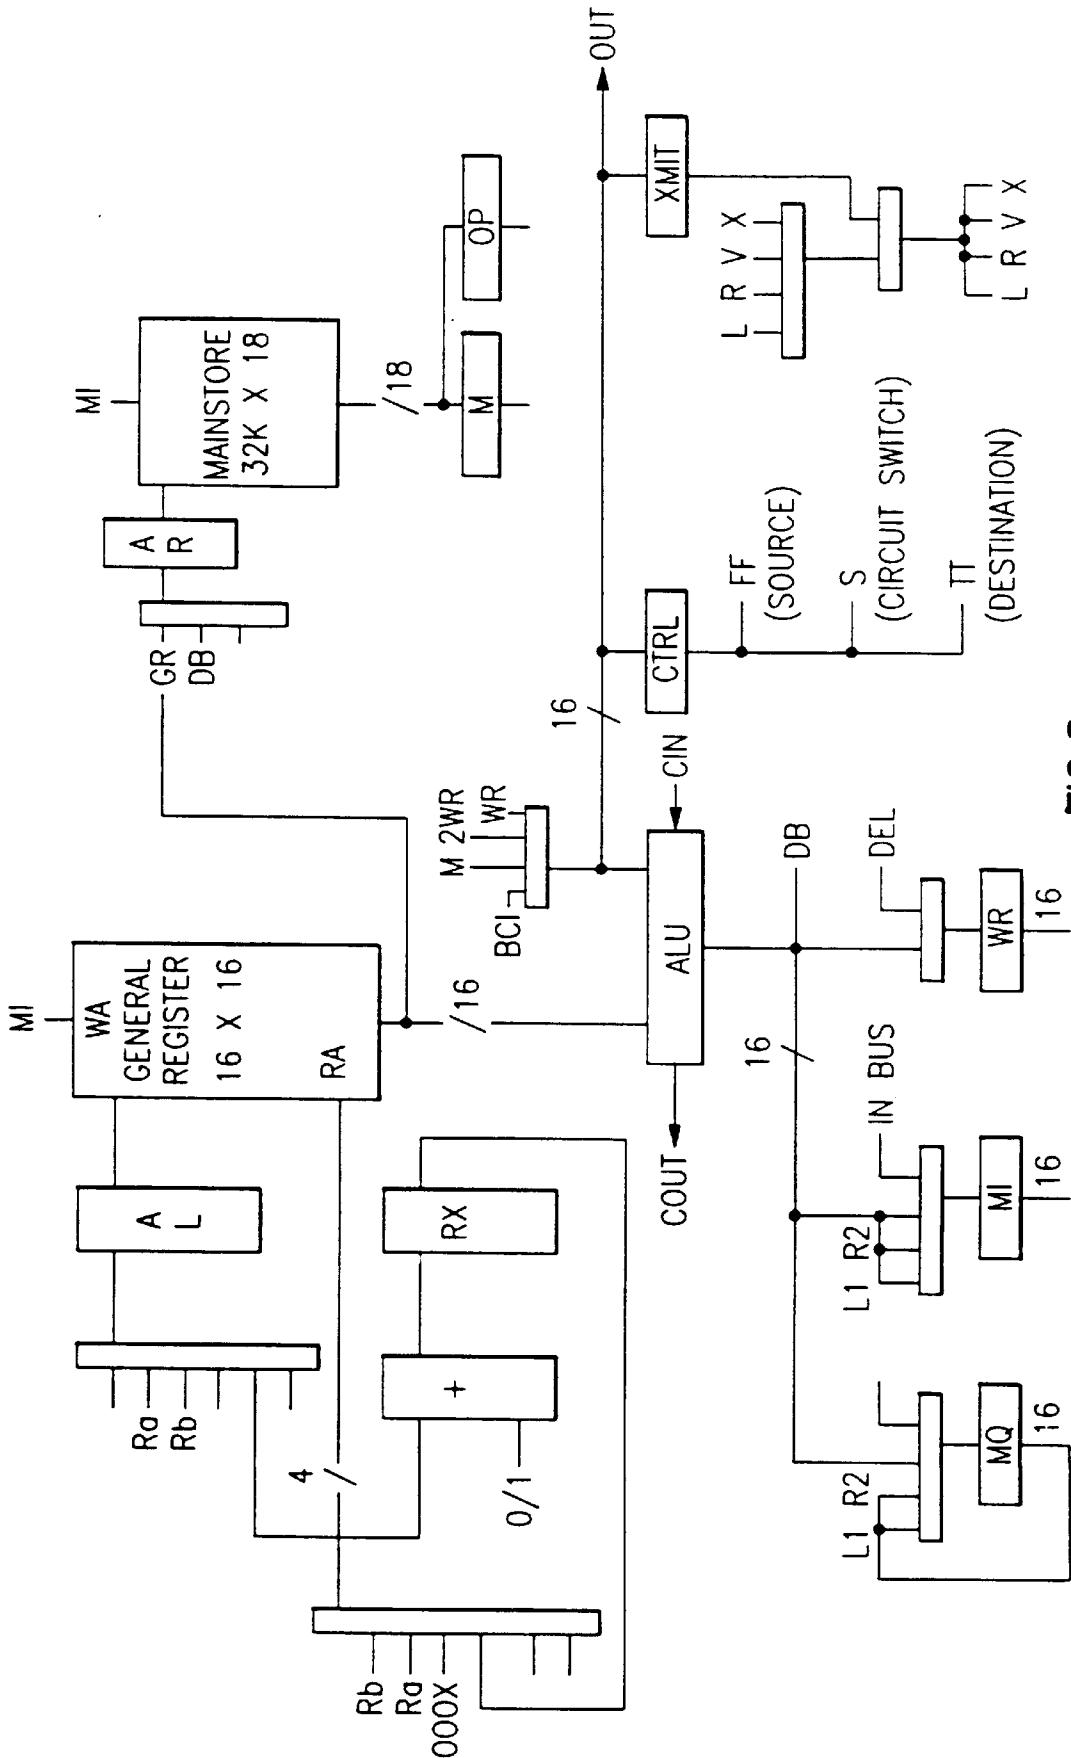 MI
WA
GENERAL
REGISTER
16 X 16
RA
A
L
Ra
Rb
4
RX
+
0/1
Rb
Ra
000X
/16
GR
DB
A
R
MI
MAINSTORE
32K X 18
/18
M
OP
BCI
M
2WR
WR
16
OUT
COUT
ALU
CIN
CTRL
FF
(SOURCE)
S
(CIRCUIT SWITCH)
TT
(DESTINATION)
XMIT
L R V X
L R V X
16
DB
L1 R2
MQ
16
L1 R2
IN BUS
MI
16
DEL
WR
16